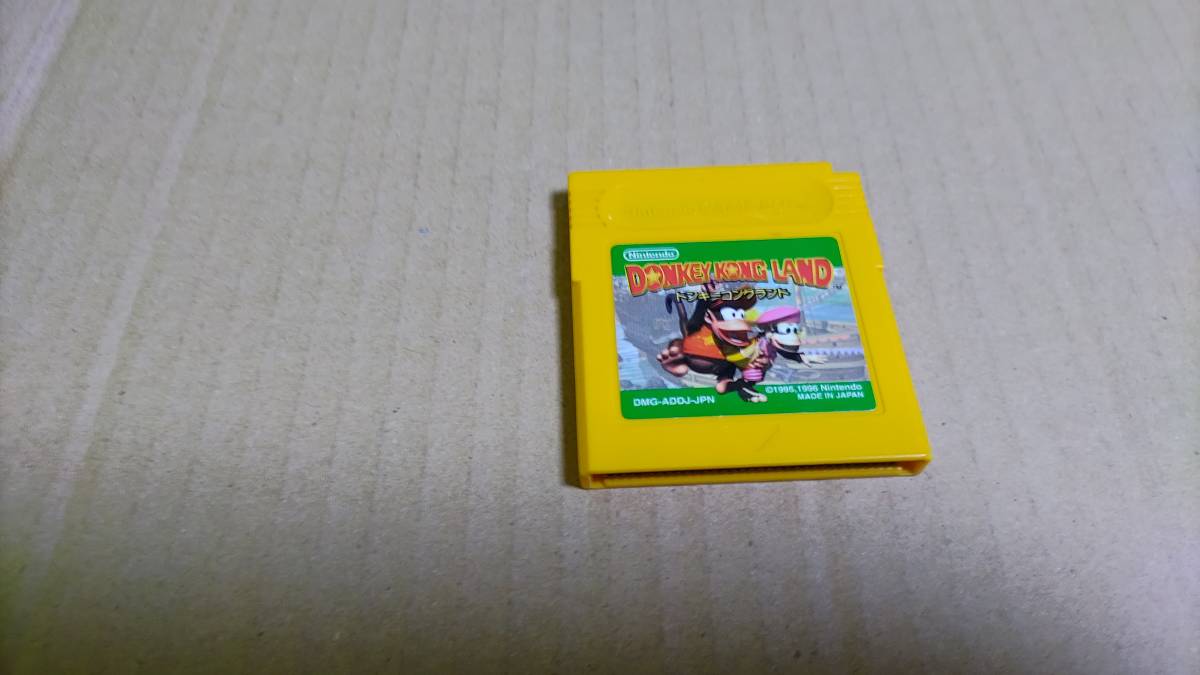 Nintendo
DONKEY KONG LAND
TM
ドンキーコングランド
©1995,1996 Nintendo
DMG-ADDJ-JPN
MADE IN JAPAN